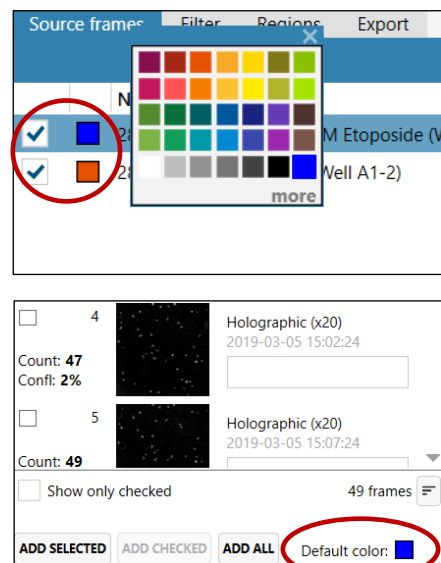 Source frames Filter Regions Export
N
28 M Etoposide (W
28 Well A1-2)
more
4
Holographic (x20)
2019-03-05 15:02:24
Count: 47
Confl: 2%
5
Holographic (x20)
2019-03-05 15:07:24
Count: 49
Show only checked 49 frames
ADD SELECTED ADD CHECKED ADD ALL Default color: